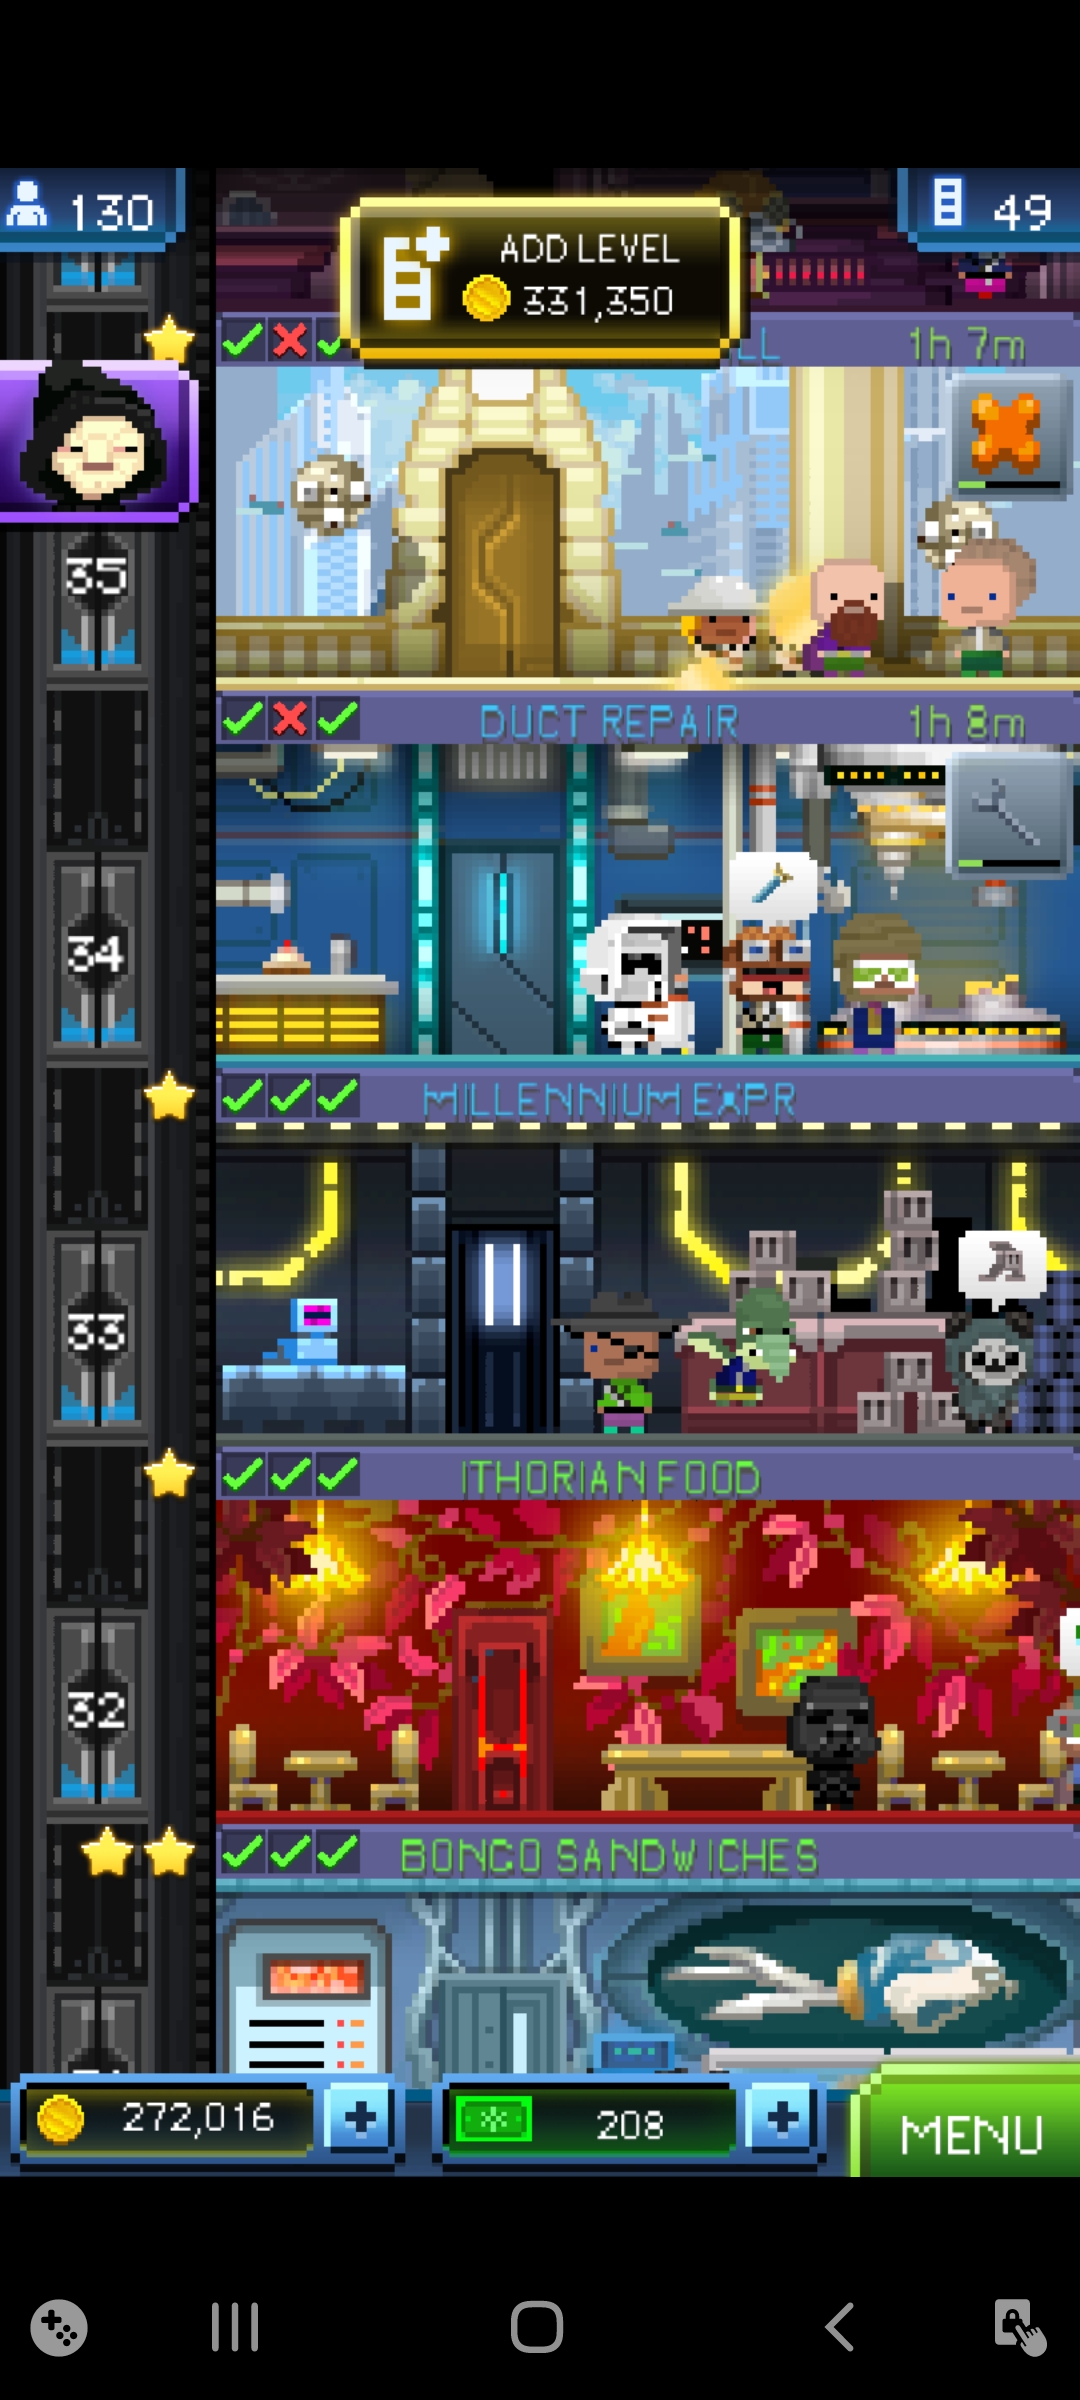 130
ADD LEVEL
331,350
49
LL
1h 7m
35
DUCT REPAIR
1h 8m
34
MILLENNIUM EXPR
33
ITHORIAN FOOD
32
BONGO SANDWICHES
272,016
208
MENU